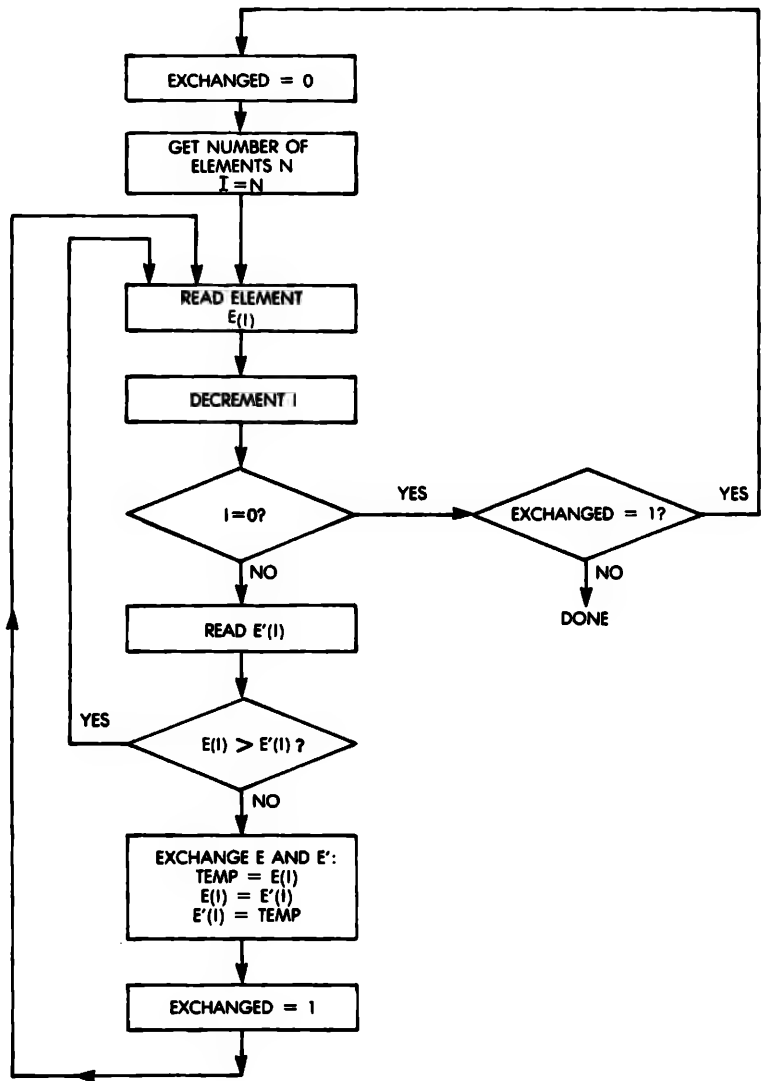 EXCHANGED = 0
GET NUMBER OF
ELEMENTS N
I=N
READ ELEMENT
E(I)
DECREMENT I
I=0?
YES
EXCHANGED = 1?
YES
NO
NO
DONE
READ E'(I)
YES
E(I) > E'(I) ?
NO
EXCHANGE E AND E':
TEMP = E(I)
E(I) = E'(I)
E'(I) = TEMP
EXCHANGED = 1